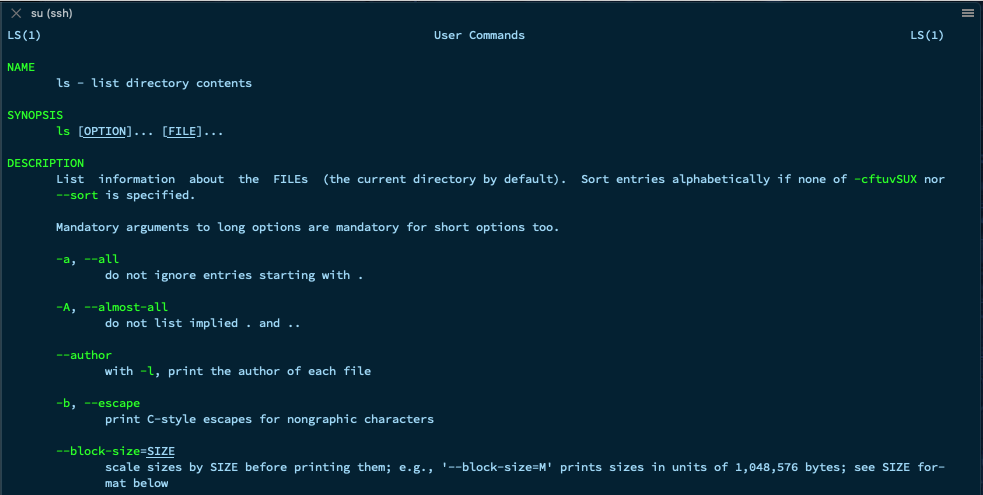 su (ssh)
LS(1) User Commands LS(1)
NAME
ls - list directory contents
SYNOPSIS
ls [OPTION]... [FILE]...
DESCRIPTION
List information about the FILEs (the current directory by default). Sort entries alphabetically if none of -cftuvSUX nor
--sort is specified.
Mandatory arguments to long options are mandatory for short options too.
-a, --all
do not ignore entries starting with .
-A, --almost-all
do not list implied . and ..
--author
with -l, print the author of each file
-b, --escape
print C-style escapes for nongraphic characters
--block-size=SIZE
scale sizes by SIZE before printing them; e.g., '--block-size=M' prints sizes in units of 1,048,576 bytes; see SIZE for-
mat below